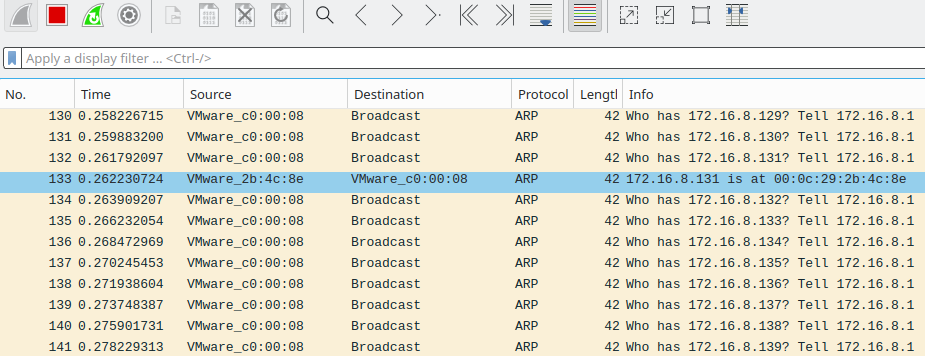 Apply a display filter ... <Ctrl-/>
No. Time Source Destination Protocol Lengtl Info
130 0.258226715 VMware_c0:00:08 Broadcast ARP 42 Who has 172.16.8.129? Tell 172.16.8.1
131 0.259883200 VMware_c0:00:08 Broadcast ARP 42 Who has 172.16.8.130? Tell 172.16.8.1
132 0.261792097 VMware_c0:00:08 Broadcast ARP 42 Who has 172.16.8.131? Tell 172.16.8.1
133 0.262230724 VMware_2b:4c:8e VMware_c0:00:08 ARP 42 172.16.8.131 is at 00:0c:29:2b:4c:8e
134 0.263909207 VMware_c0:00:08 Broadcast ARP 42 Who has 172.16.8.132? Tell 172.16.8.1
135 0.266232054 VMware_c0:00:08 Broadcast ARP 42 Who has 172.16.8.133? Tell 172.16.8.1
136 0.268472969 VMware_c0:00:08 Broadcast ARP 42 Who has 172.16.8.134? Tell 172.16.8.1
137 0.270245453 VMware_c0:00:08 Broadcast ARP 42 Who has 172.16.8.135? Tell 172.16.8.1
138 0.271938604 VMware_c0:00:08 Broadcast ARP 42 Who has 172.16.8.136? Tell 172.16.8.1
139 0.273748387 VMware_c0:00:08 Broadcast ARP 42 Who has 172.16.8.137? Tell 172.16.8.1
140 0.275901731 VMware_c0:00:08 Broadcast ARP 42 Who has 172.16.8.138? Tell 172.16.8.1
141 0.278229313 VMware_c0:00:08 Broadcast ARP 42 Who has 172.16.8.139? Tell 172.16.8.1